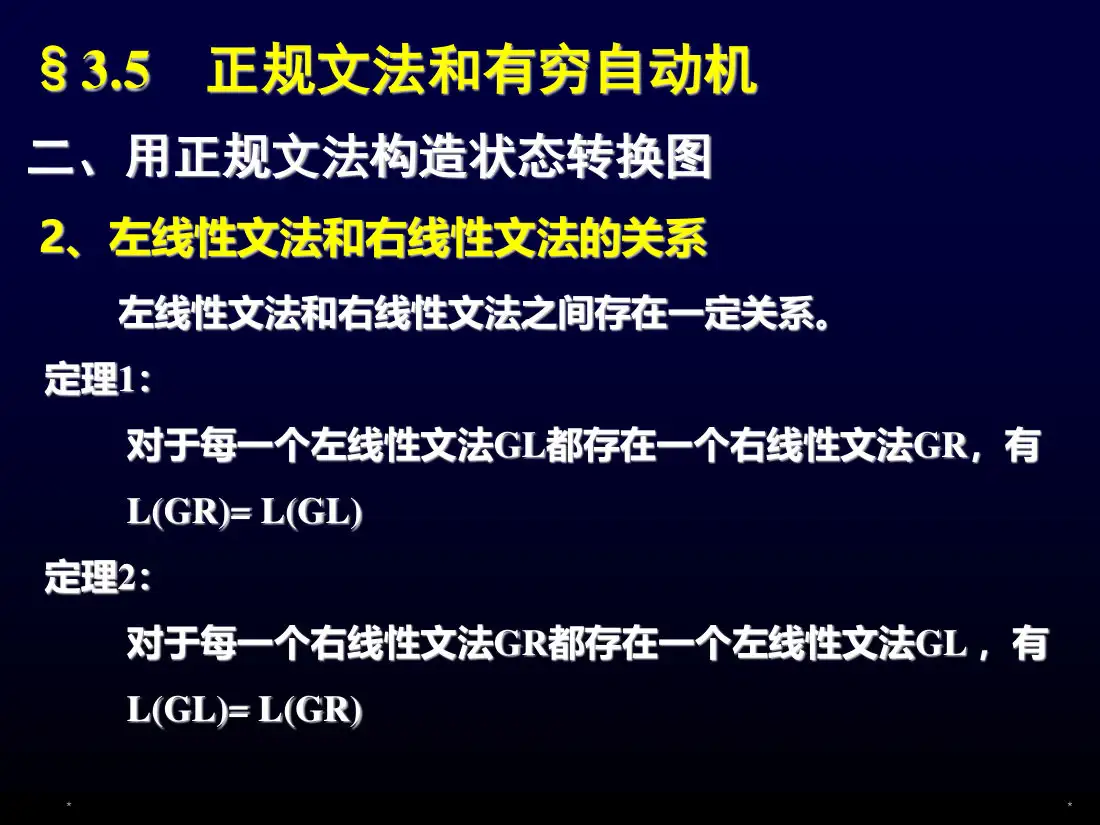 §3.5 正规文法和有穷自动机
二、用正规文法构造状态转换图
2、左线性文法和右线性文法的关系
左线性文法和右线性文法之间存在一定关系。
定理1：
对于每一个左线性文法GL都存在一个右线性文法GR，有
L(GR)= L(GL)
定理2：
对于每一个右线性文法GR都存在一个左线性文法GL ，有
L(GL)= L(GR)
* *